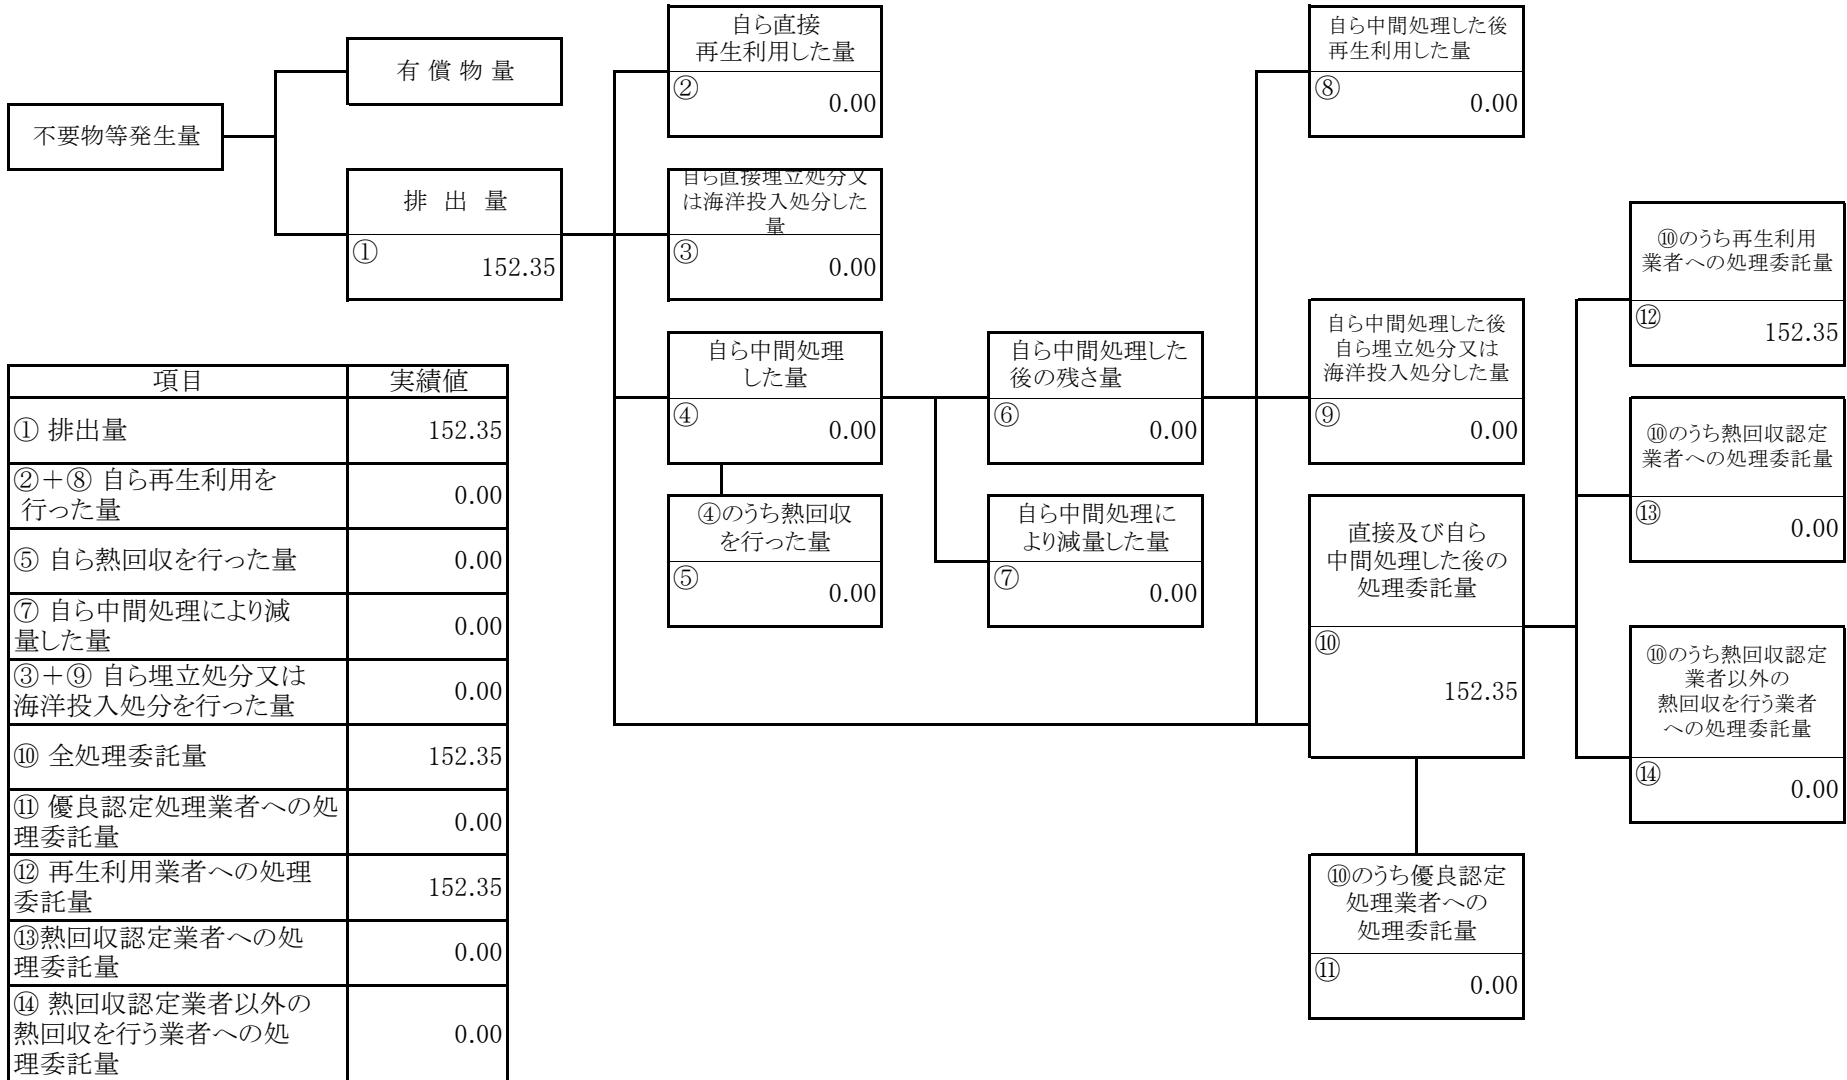 不要物等発生量
有 償 物 量
排 出 量
①
152.35
自ら直接
再生利用した量
②
0.00
自ら直接埋立処分又
は海洋投入処分した
量
③
0.00
自ら中間処理
した量
④
0.00
④のうち熱回収
を行った量
⑤
0.00
自ら中間処理した
後の残さ量
⑥
0.00
自ら中間処理に
より減量した量
⑦
0.00
自ら中間処理した後
再生利用した量
⑧
0.00
自ら中間処理した後
自ら埋立処分又は
海洋投入処分した量
⑨
0.00
直接及び自ら
中間処理した後の
処理委託量
⑩
152.35
⑩のうち優良認定
処理業者への
処理委託量
⑪
0.00
⑩のうち再生利用
業者への処理委託量
⑫
152.35
⑩のうち熱回収認定
業者への処理委託量
⑬
0.00
⑩のうち熱回収認定
業者以外の
熱回収を行う業者
への処理委託量
⑭
0.00
項目 実績値
① 排出量 152.35
②+⑧ 自ら再生利用を
行った量 0.00
⑤ 自ら熱回収を行った量 0.00
⑦ 自ら中間処理により減
量した量 0.00
③+⑨ 自ら埋立処分又は
海洋投入処分を行った量 0.00
⑩ 全処理委託量 152.35
⑪ 優良認定処理業者への処
理委託量 0.00
⑫ 再生利用業者への処理
委託量 152.35
⑬熱回収認定業者への処
理委託量 0.00
⑭ 熱回収認定業者以外の
熱回収を行う業者への処
理委託量 0.00